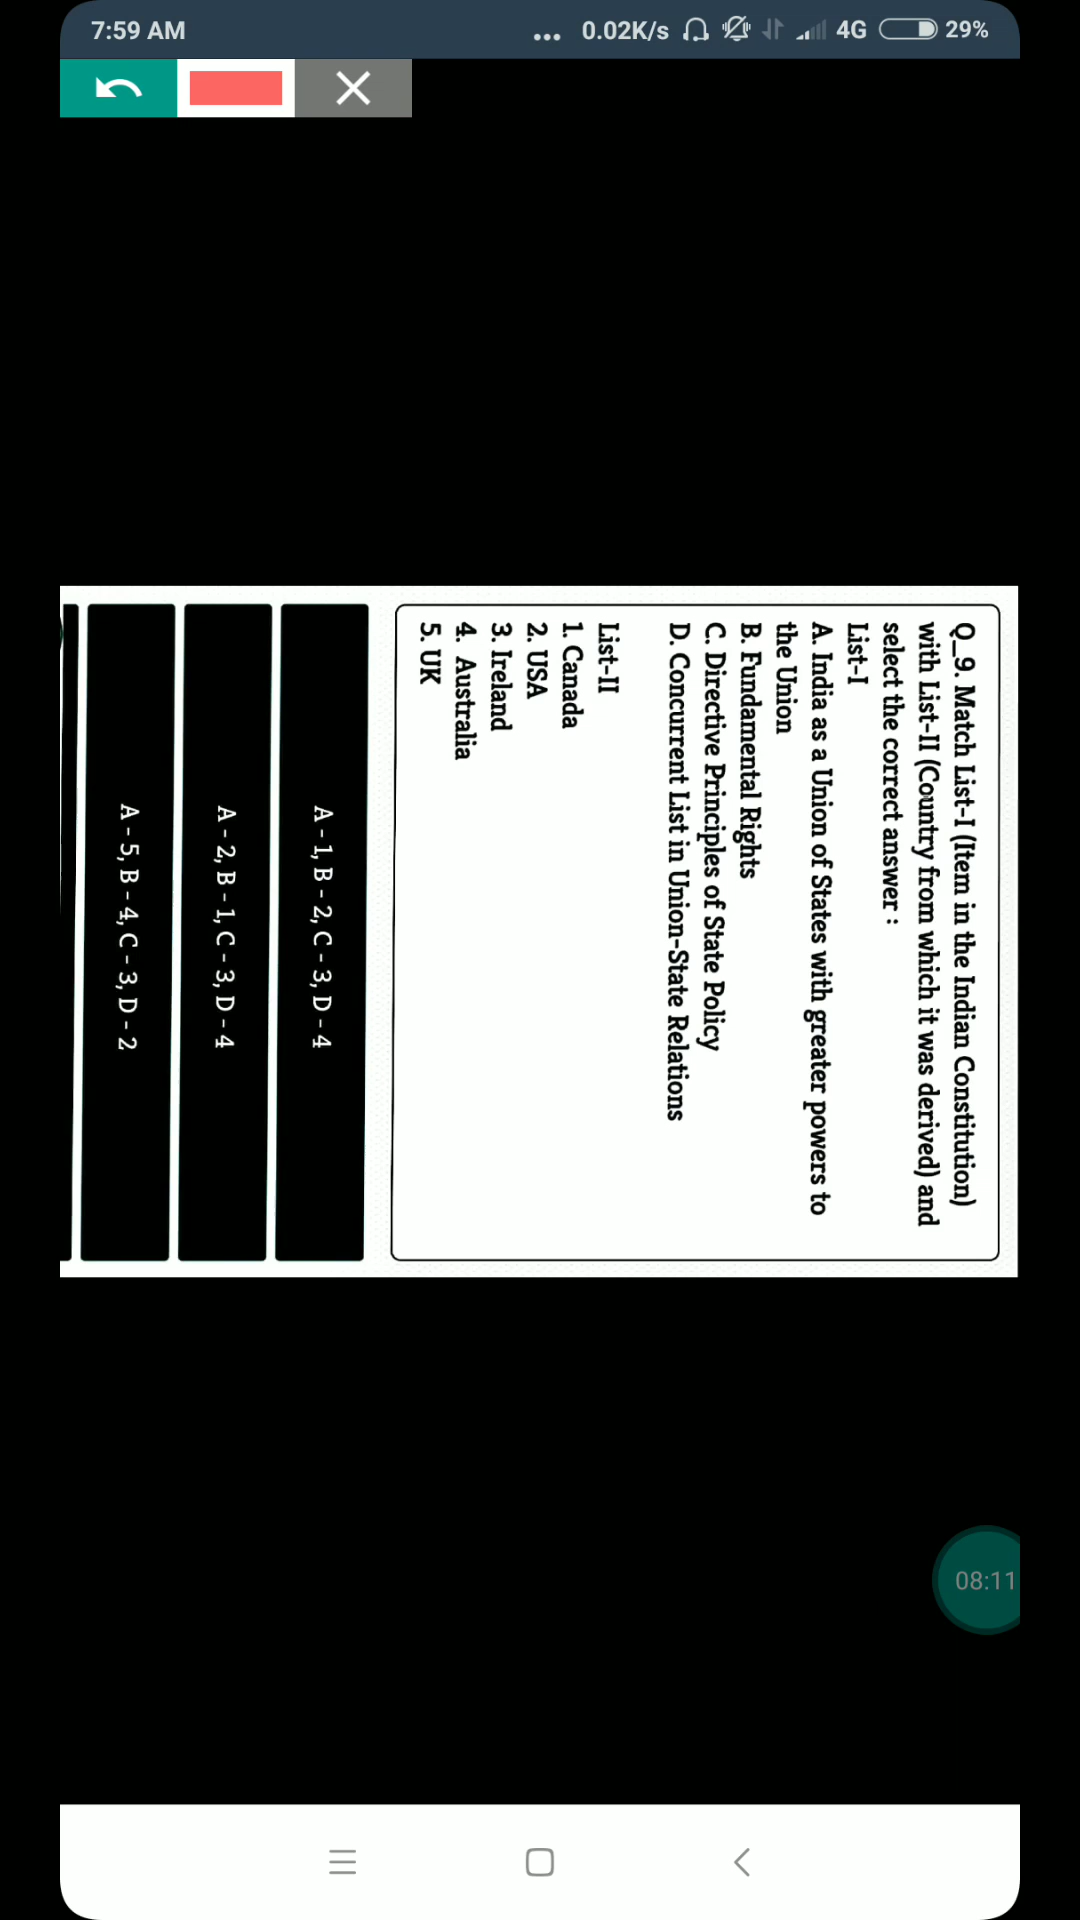 7:59 AM
... 0.02K/s 4G 29%
Q_9. Match List-I (Item in the Indian Constitution)
with List-II (Country from which it was derived) and
select the correct answer :
List-I
A. India as a Union of States with greater powers to
the Union
B. Fundamental Rights
C. Directive Principles of State Policy
D. Concurrent List in Union-State Relations
List-II
1. Canada
2. USA
3. Ireland
4. Australia
5. UK
A - 1, B - 2, C - 3, D - 4
A - 2, B - 1, C - 3, D - 4
A - 5, B - 4, C - 3, D - 2
08:11